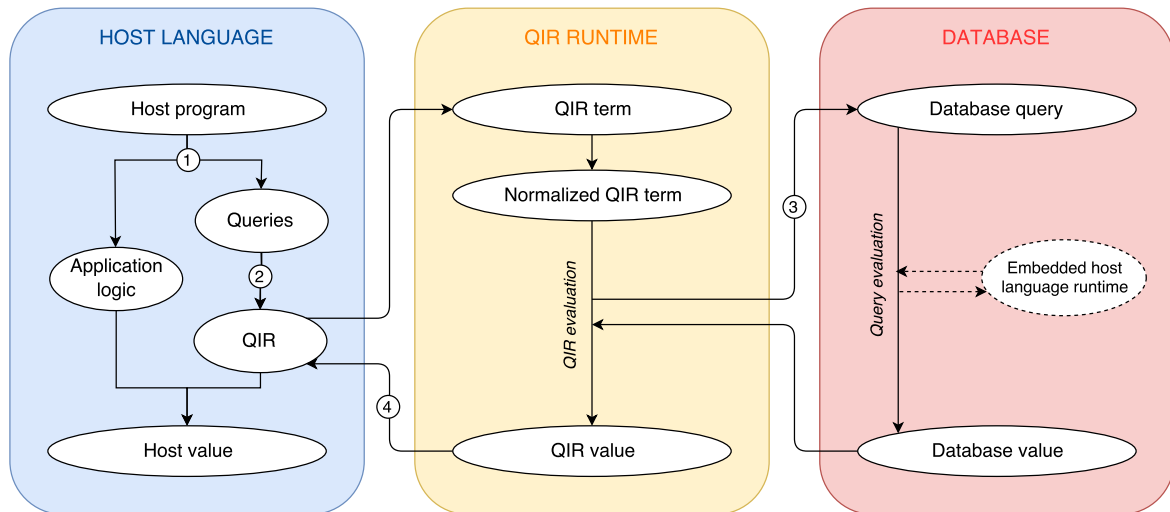 HOST LANGUAGE
Host program
1
Queries
Application
logic
2
QIR
Host value
4
QIR RUNTIME
QIR term
Normalized QIR term
QIR evaluation
QIR value
3
DATABASE
Database query
Query evaluation
Embedded host
language runtime
Database value